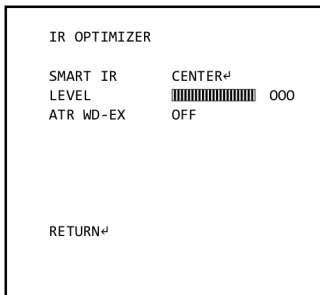 IR OPTIMIZER
SMART IR CENTER↵
LEVEL 000
ATR WD-EX OFF
RETURN↵